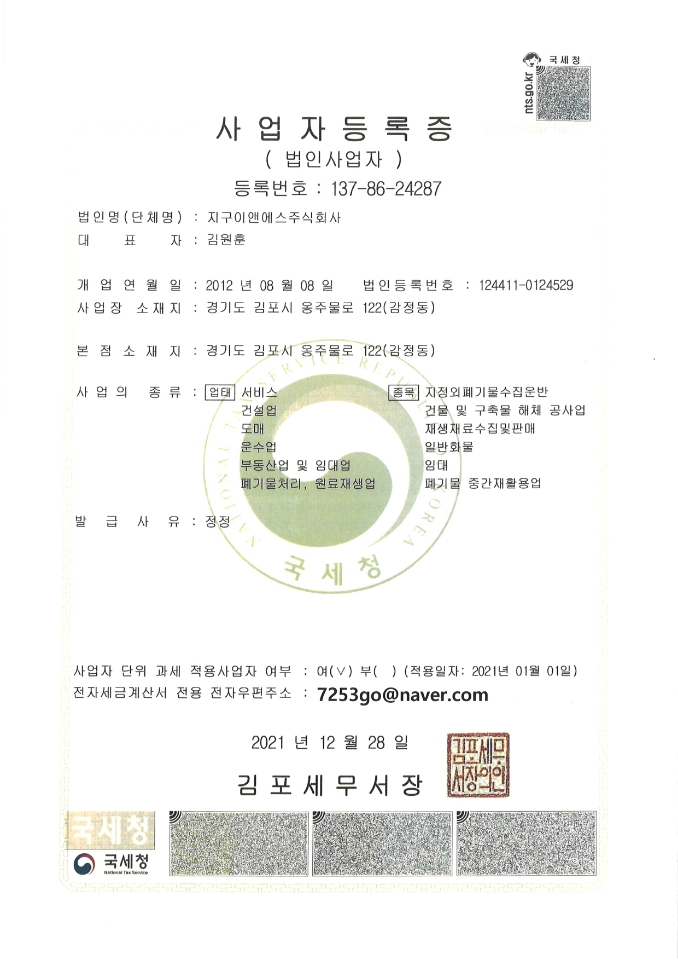 국세청
nts.go.kr
사업자등록증
( 법인사업자 )
등록번호 : 137-86-24287
법인명(단체명) : 지구이앤에스주식회사
대 표 자 : 김원훈
개 업 연 월 일 : 2012 년 08 월 08 일 법인등록번호 : 124411-0124529
사업장 소재지 : 경기도 김포시 옹주물로 122(감정동)
본 점 소 재 지 : 경기도 김포시 옹주물로 122(감정동)
사 업 의 종 류 : 업태 서비스 종목 지정외폐기물수집운반
건설업 건물 및 구축물 해체 공사업
도매 재생재료수집및판매
운수업 일반화물
부동산업 및 임대업 임대
폐기물처리, 원료재생업 폐기물 중간재활용업
발 급 사 유 : 정정
NATIONAL TAX SERVICE REPUBLIC OF KOREA
국세청
사업자 단위 과세 적용사업자 여부 : 여(∨) 부( ) (적용일자: 2021년 01월 01일)
전자세금계산서 전용 전자우편주소 : 7253go@naver.com
2021 년 12 월 28 일
김포세무서장
김포세무
서장의인
국세청
국세청
National Tax Service